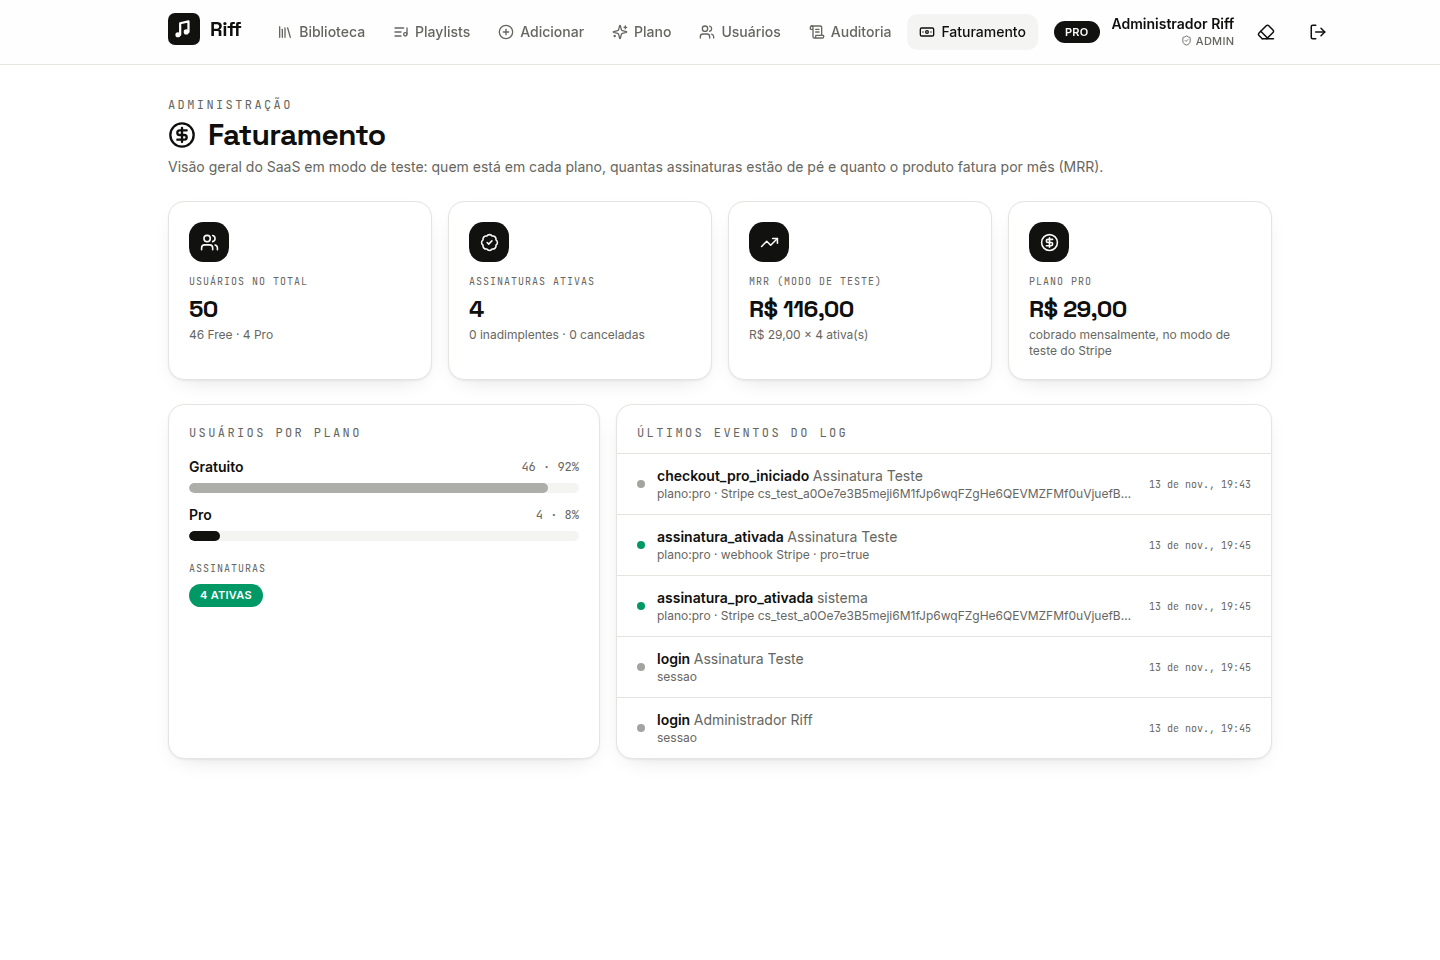 Riff
Biblioteca
Playlists
Adicionar
Plano
Usuários
Auditoria
Faturamento
PRO
Administrador Riff
ADMIN
ADMINISTRAÇÃO
Faturamento
Visão geral do SaaS em modo de teste: quem está em cada plano, quantas assinaturas estão de pé e quanto o produto fatura por mês (MRR).
USUÁRIOS NO TOTAL
50
46 Free · 4 Pro
ASSINATURAS ATIVAS
4
0 inadimplentes · 0 canceladas
MRR (MODO DE TESTE)
R$ 116,00
R$ 29,00 × 4 ativa(s)
PLANO PRO
R$ 29,00
cobrado mensalmente, no modo de
teste do Stripe
USUÁRIOS POR PLANO
Gratuito 46 · 92%
Pro 4 · 8%
ASSINATURAS
4 ATIVAS
ÚLTIMOS EVENTOS DO LOG
checkout_pro_iniciado Assinatura Teste
plano:pro · Stripe cs_test_a0Oe7e3B5meji6M1fJp6wqFZgHe6QEVMZFMf0uVjuefB...
13 de nov., 19:43
assinatura_ativada Assinatura Teste
plano:pro · webhook Stripe · pro=true
13 de nov., 19:45
assinatura_pro_ativada sistema
plano:pro · Stripe cs_test_a0Oe7e3B5meji6M1fJp6wqFZgHe6QEVMZFMf0uVjuefB...
13 de nov., 19:45
login Assinatura Teste
sessao
13 de nov., 19:45
login Administrador Riff
sessao
13 de nov., 19:45